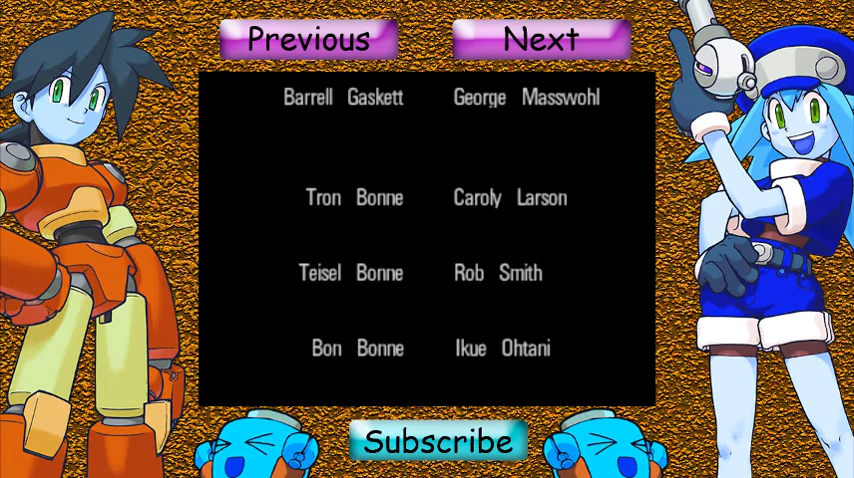 Previous Next
Barrell Gaskett George Masswohl
Tron Bonne Caroly Larson
Teisel Bonne Rob Smith
Bon Bonne Ikue Ohtani
Subscribe